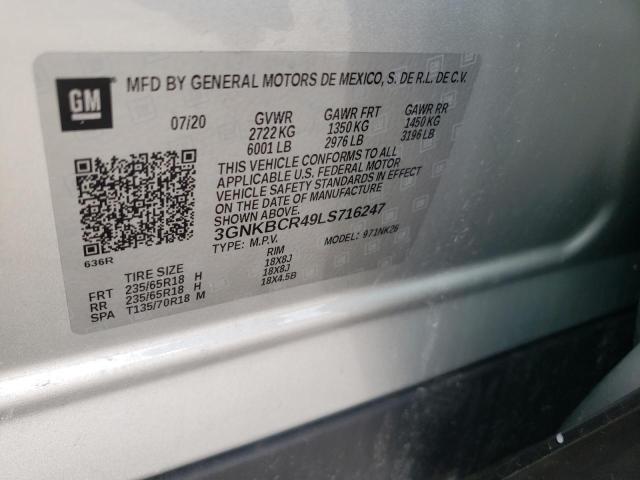 GM
MFD BY GENERAL MOTORS DE MEXICO, S. DE R.L. DE C.V.
07/20 GVWR GAWR FRT GAWR RR
2722 KG 1350 KG 1450 KG
6001 LB 2976 LB 3196 LB
THIS VEHICLE CONFORMS TO ALL
APPLICABLE U.S. FEDERAL MOTOR
VEHICLE SAFETY STANDARDS IN EFFECT
ON THE DATE OF MANUFACTURE
SHOWN ABOVE.
3GNKBCR49LS716247
TYPE: M.P.V. MODEL: 971NK26
636R
TIRE SIZE RIM
FRT 235/65R18 H 18X8J
RR 235/65R18 H 18X8J
SPA T135/70R18 M 18X4.5B